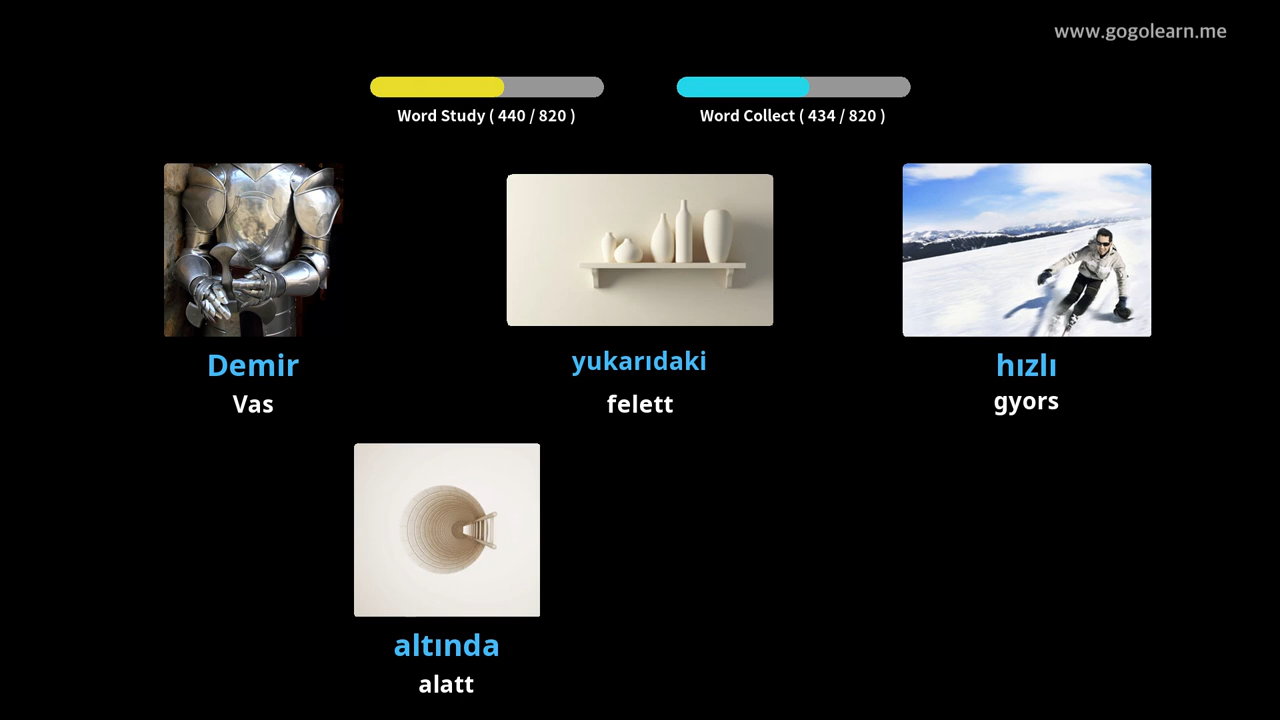 www.gogolearn.me
Word Study ( 440 / 820 )
Word Collect ( 434 / 820 )
Demir
Vas
yukarıdaki
felett
hızlı
gyors
altında
alatt